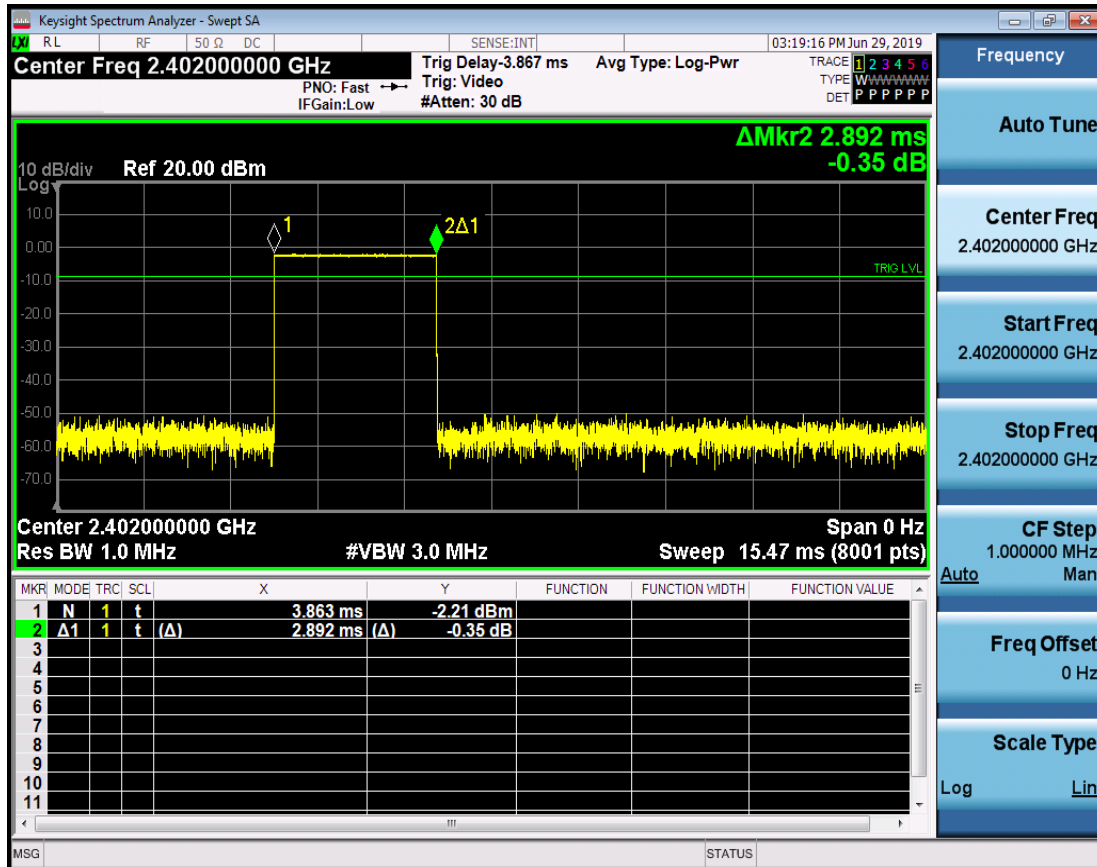 Keysight Spectrum Analyzer - Swept SA
LXI RL RF 50 Ω DC SENSE:INT 03:19:16 PM Jun 29, 2019
Center Freq 2.402000000 GHz
PNO: Fast
IFGain:Low
Trig Delay-3.867 ms
Trig: Video
#Atten: 30 dB
Avg Type: Log-Pwr
TRACE 1 2 3 4 5 6
TYPE WWWWWW
DET P P P P P P
ΔMkr2 2.892 ms
-0.35 dB
10 dB/div Ref 20.00 dBm
Log
10.0
0.00
-10.0
-20.0
-30.0
-40.0
-50.0
-60.0
-70.0
1
2Δ1
TRIG LVL
Center 2.402000000 GHz Span 0 Hz
Res BW 1.0 MHz #VBW 3.0 MHz Sweep 15.47 ms (8001 pts)
MKR MODE TRC SCL X Y FUNCTION FUNCTION WIDTH FUNCTION VALUE
1 N 1 t 3.863 ms -2.21 dBm
2 Δ1 1 t (Δ) 2.892 ms (Δ) -0.35 dB
3
4
5
6
7
8
9
10
11
MSG STATUS
Frequency
Auto Tune
Center Freq
2.402000000 GHz
Start Freq
2.402000000 GHz
Stop Freq
2.402000000 GHz
CF Step
1.000000 MHz
Auto Man
Freq Offset
0 Hz
Scale Type
Log Lin